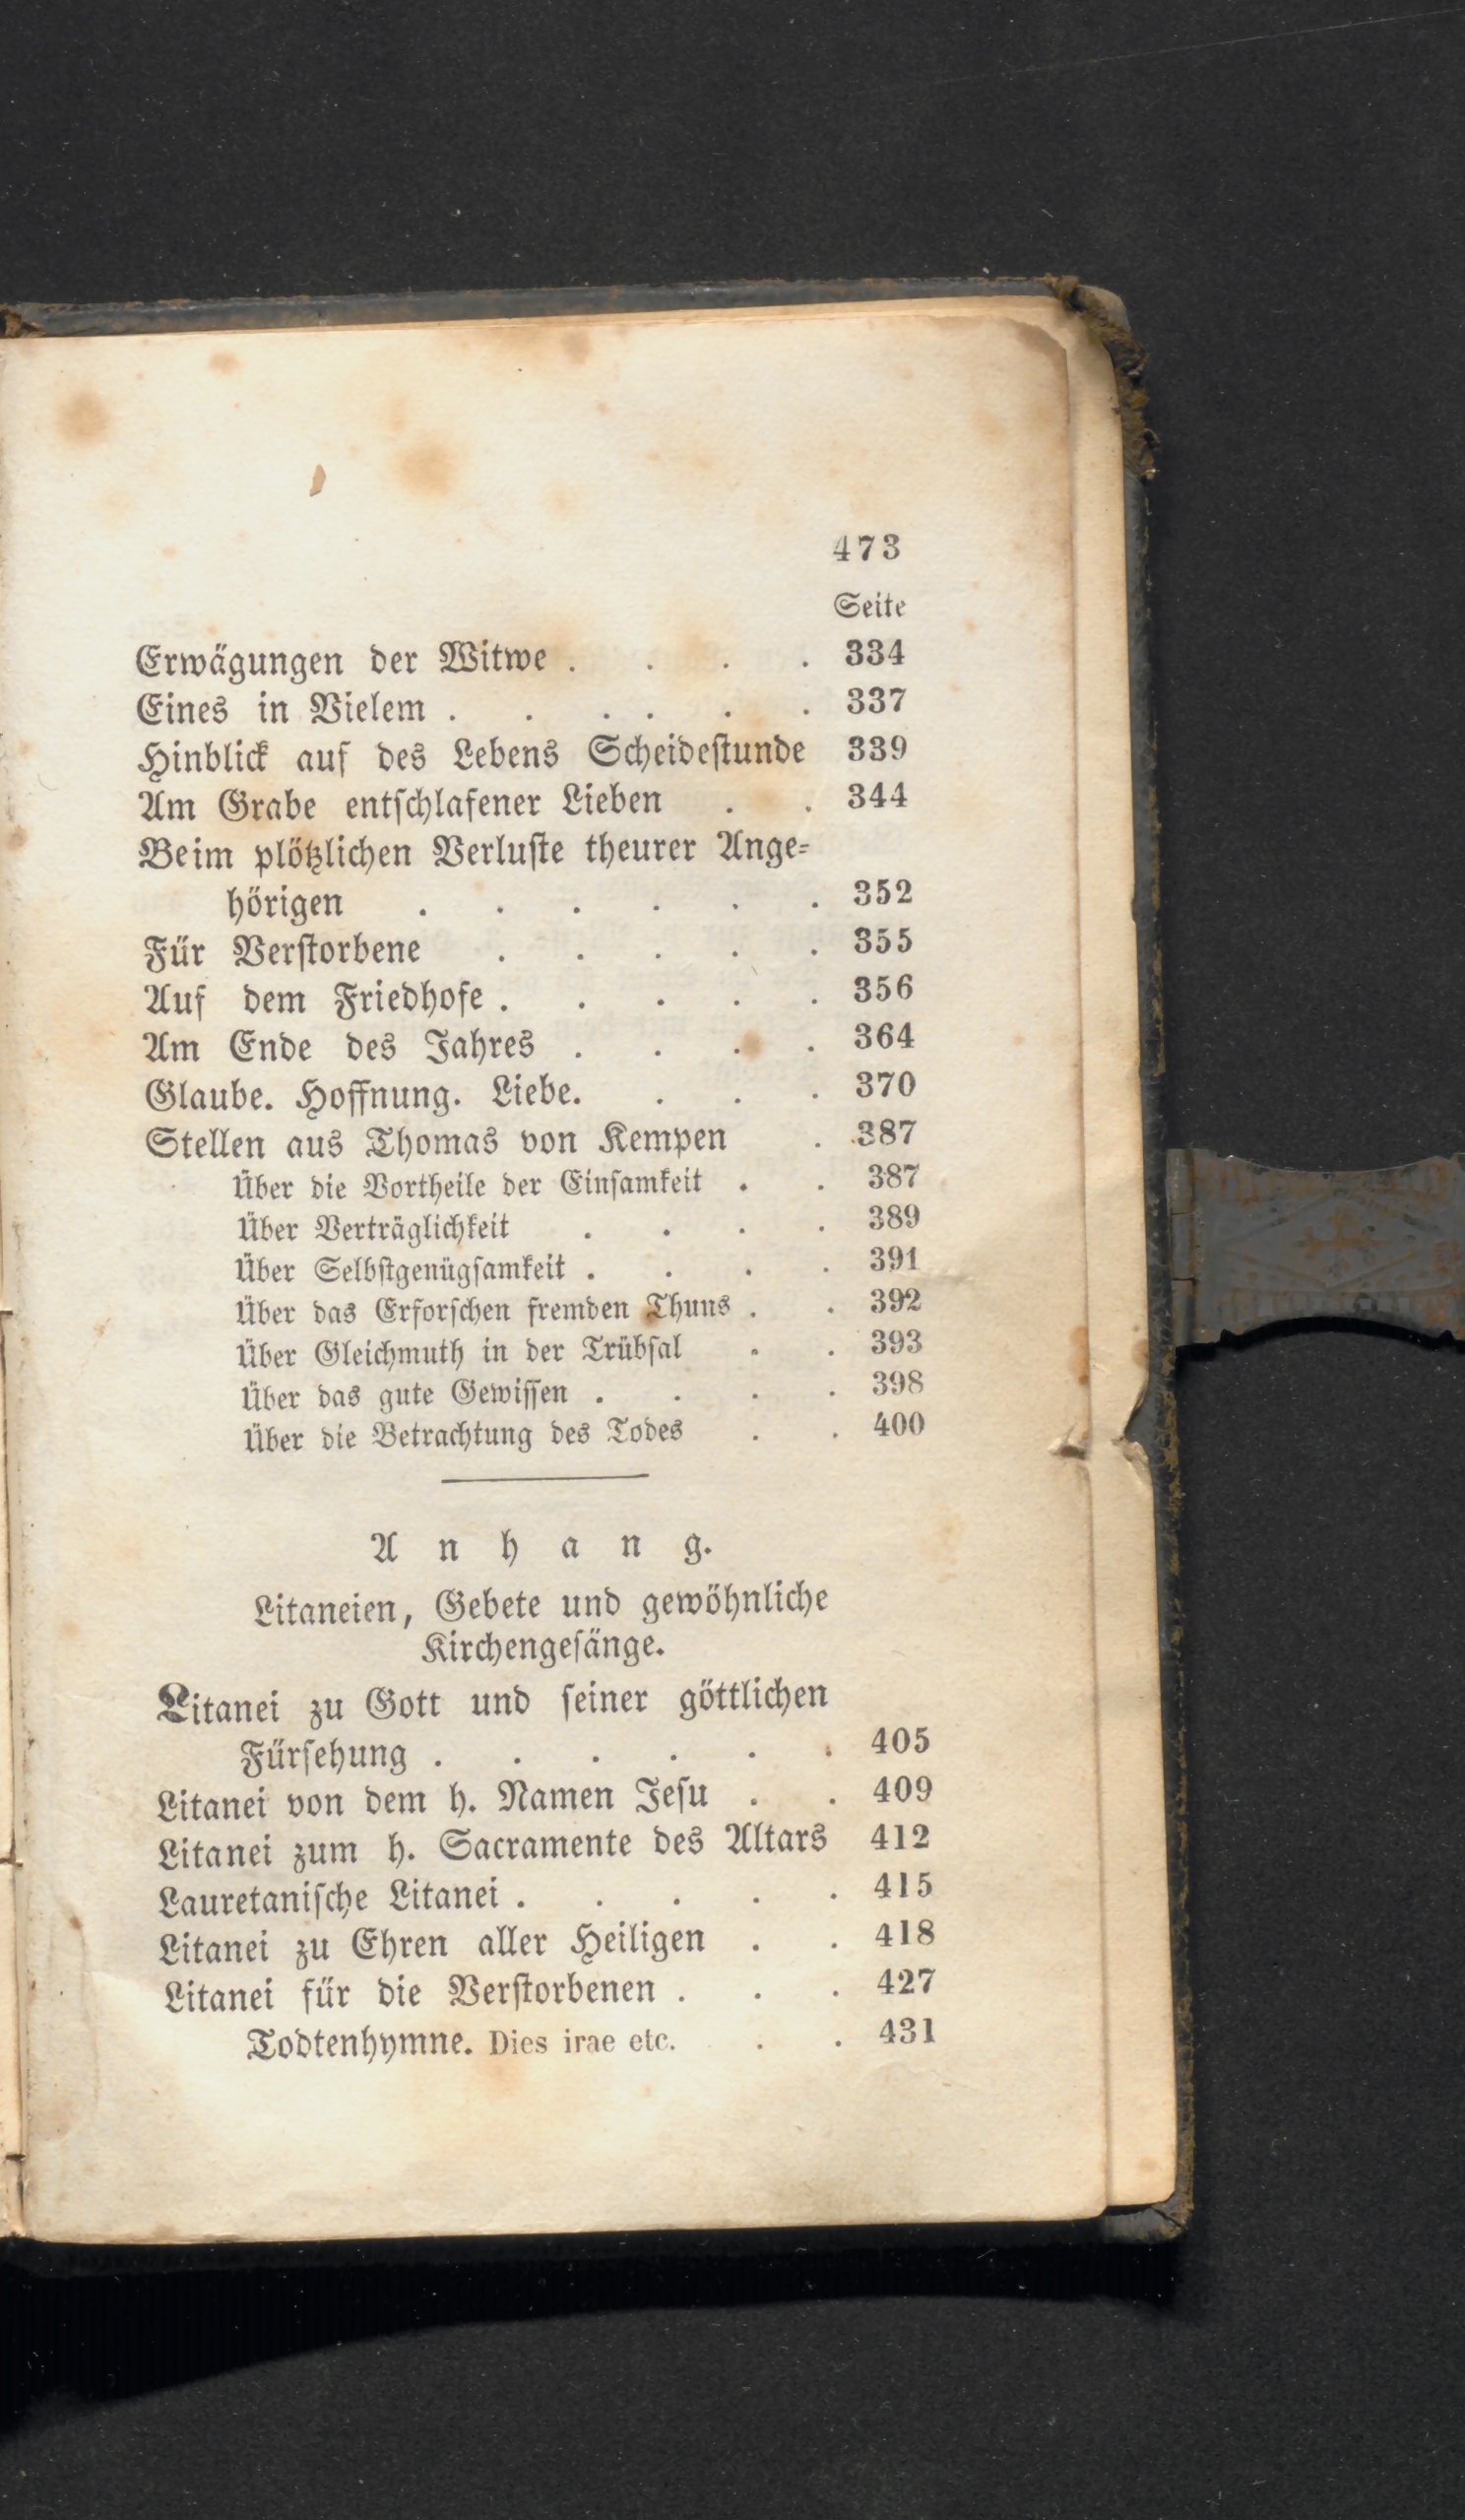 473
Seite
Erwägungen der Witwe . . . . 334
Eines in Vielem . . . . . . 337
Hinblick auf des Lebens Scheidestunde 339
Am Grabe entschlafener Lieben . . 344
Beim plötzlichen Verluste theurer Ange-
hörigen . . . . . . 352
Für Verstorbene . . . . . 355
Auf dem Friedhofe . . . . . 356
Am Ende des Jahres . . . . 364
Glaube. Hoffnung. Liebe. . . . 370
Stellen aus Thomas von Kempen . 387
Über die Vortheile der Einsamkeit . . 387
Über Verträglichkeit . . . . 389
Über Selbstgenügsamkeit . . . . 391
Über das Erforschen fremden Thuns . . 392
Über Gleichmuth in der Trübsal . . 393
Über das gute Gewissen . . . . 398
Über die Betrachtung des Todes . . 400
Anhang.
Litaneien, Gebete und gewöhnliche
Kirchengesänge.
Litanei zu Gott und seiner göttlichen
Fürsehung . . . . . . 405
Litanei von dem h. Namen Jesu . . 409
Litanei zum h. Sacramente des Altars 412
Lauretanische Litanei . . . . . 415
Litanei zu Ehren aller Heiligen . . 418
Litanei für die Verstorbenen . . . 427
Todtenhymne. Dies irae etc. . . 431